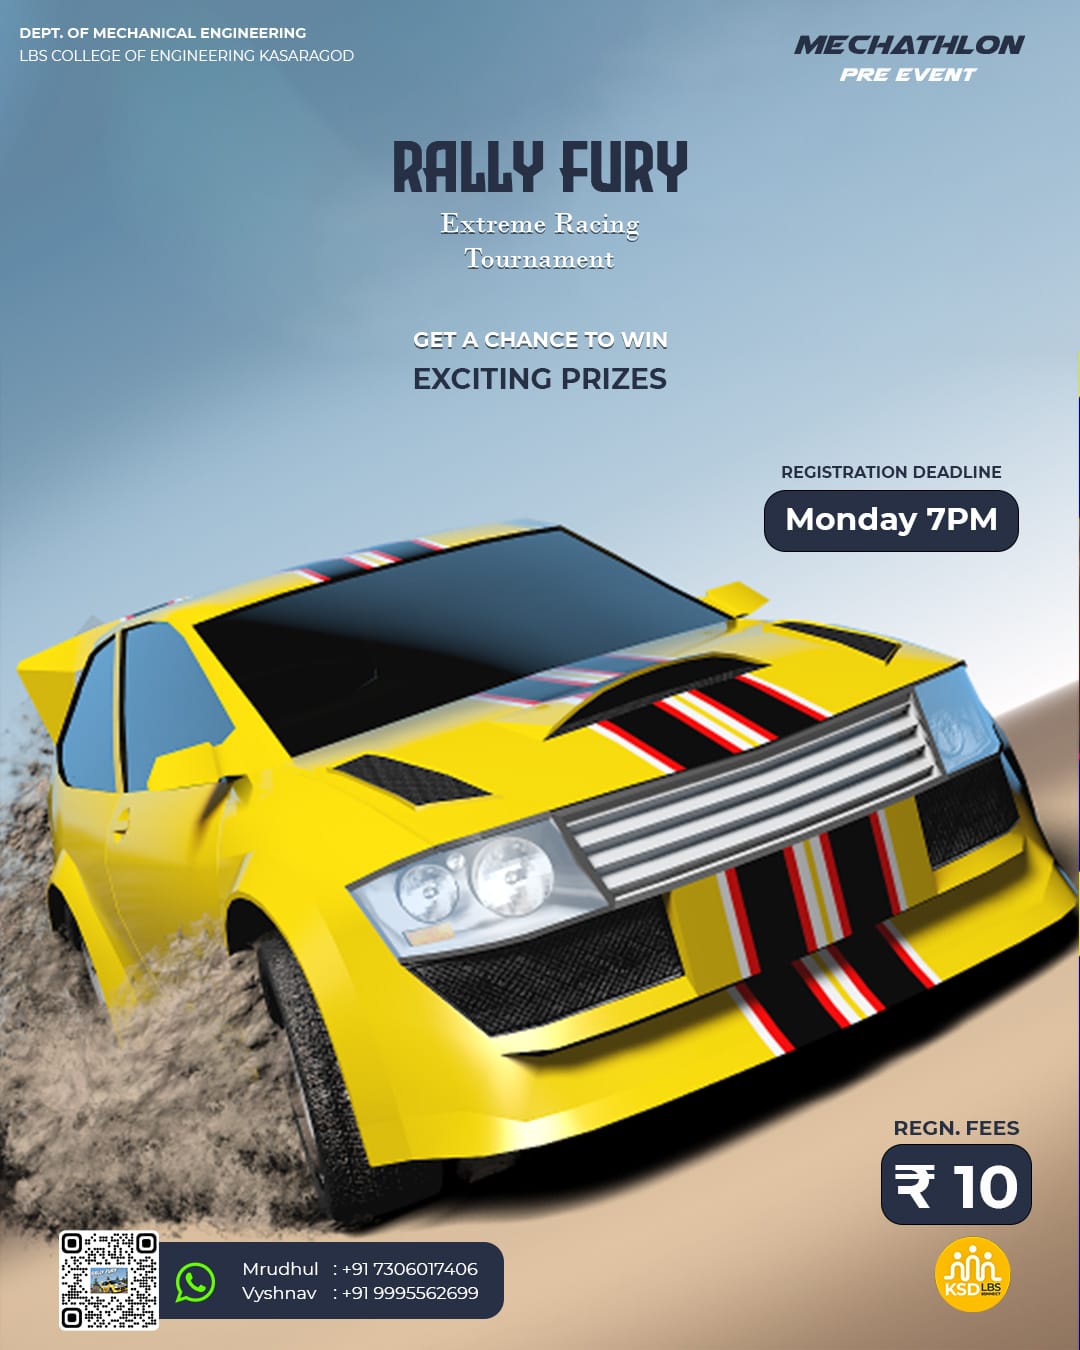 DEPT. OF MECHANICAL ENGINEERING
LBS COLLEGE OF ENGINEERING KASARAGOD
MECHATHLON
PRE EVENT
RALLY FURY
Extreme Racing
Tournament
GET A CHANCE TO WIN
EXCITING PRIZES
REGISTRATION DEADLINE
Monday 7PM
REGN. FEES
₹ 10
RALLY FURY
Mrudhul : +91 7306017406
Vyshnav : +91 9995562699
KSD LBS